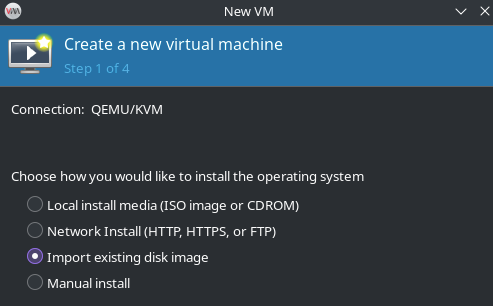 New VM
Create a new virtual machine
Step 1 of 4
Connection: QEMU/KVM
Choose how you would like to install the operating system
Local install media (ISO image or CDROM)
Network Install (HTTP, HTTPS, or FTP)
Import existing disk image
Manual install